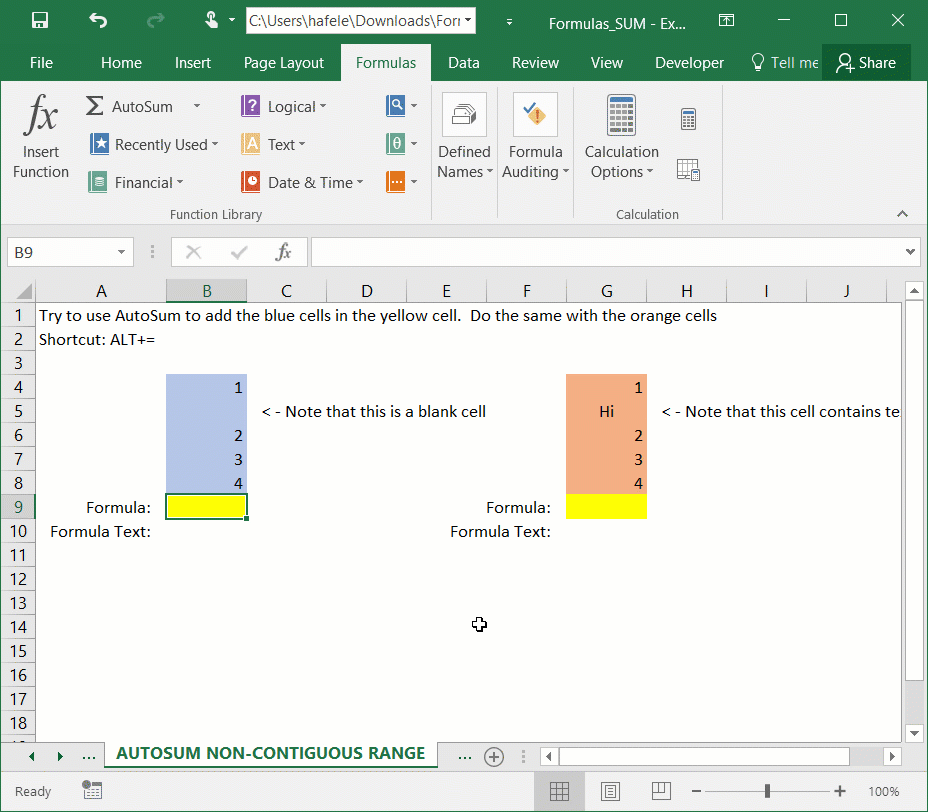 C:\Users\hafele\Downloads\For
Formulas_SUM - Ex...
File Home Insert Page Layout Formulas Data Review View Developer Tell me Share
fx Σ AutoSum Logical
Insert Function Recently Used Text Defined Names Formula Auditing Calculation Options
Financial Date & Time
Function Library Calculation
B9 fx
A B C D E F G H I J
1 Try to use AutoSum to add the blue cells in the yellow cell.  Do the same with the orange cells
2 Shortcut: ALT+=
3
4 1 1
5 < - Note that this is a blank cell Hi < - Note that this cell contains te
6 2 2
7 3 3
8 4 4
9 Formula: Formula:
10 Formula Text: Formula Text:
11
12
13
14
15
16
17
18
... AUTOSUM NON-CONTIGUOUS RANGE ...
Ready 100%